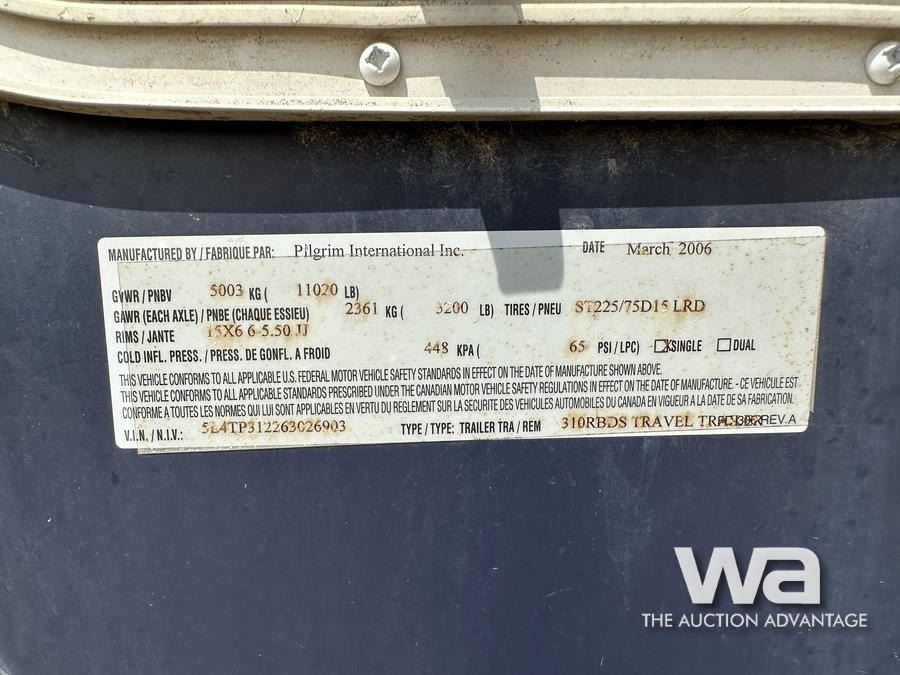 MANUFACTURED BY / FABRIQUE PAR: Pilgrim International Inc. DATE March 2006
GVWR / PNBV 5003 KG ( 11020 LB)
GAWR (EACH AXLE) / PNBE (CHAQUE ESSIEU) 2361 KG ( 5200 LB) TIRES / PNEU ST225/75D15 LRD
RIMS / JANTE 15X6 6-5.50 JJ
COLD INFL. PRESS. / PRESS. DE GONFL. A FROID 448 KPA ( 65 PSI / LPC) X SINGLE DUAL
THIS VEHICLE CONFORMS TO ALL APPLICABLE U.S. FEDERAL MOTOR VEHICLE SAFETY STANDARDS IN EFFECT ON THE DATE OF MANUFACTURE SHOWN ABOVE.
THIS VEHICLE CONFORMS TO ALL APPLICABLE STANDARDS PRESCRIBED UNDER THE CANADIAN MOTOR VEHICLE SAFETY REGULATIONS IN EFFECT ON THE DATE OF MANUFACTURE. - CE VEHICULE EST
CONFORME A TOUTES LES NORMES QUI LUI SONT APPLICABLES EN VERTU DU REGLEMENT SUR LA SECURITE DES VEHICULES AUTOMOBILES DU CANADA EN VIGUEUR A LA DATE DE SA FABRICATION.
V.I.N. / N.I.V.: 5L4TP312263026903 TYPE / TYPE: TRAILER TRA / REM 310RBDS TRAVEL REV.A
wa
THE AUCTION ADVANTAGE